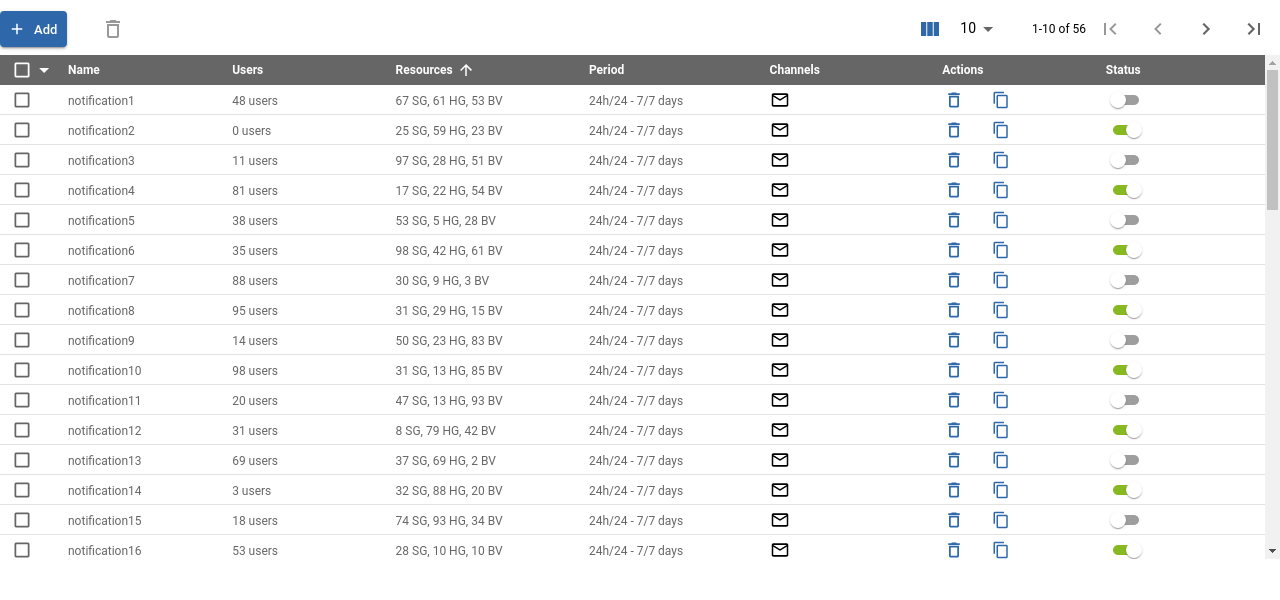 Add 10 1-10 of 56
Name Users Resources Period Channels Actions Status
notification1 48 users 67 SG, 61 HG, 53 BV 24h/24 - 7/7 days
notification2 0 users 25 SG, 59 HG, 23 BV 24h/24 - 7/7 days
notification3 11 users 97 SG, 28 HG, 51 BV 24h/24 - 7/7 days
notification4 81 users 17 SG, 22 HG, 54 BV 24h/24 - 7/7 days
notification5 38 users 53 SG, 5 HG, 28 BV 24h/24 - 7/7 days
notification6 35 users 98 SG, 42 HG, 61 BV 24h/24 - 7/7 days
notification7 88 users 30 SG, 9 HG, 3 BV 24h/24 - 7/7 days
notification8 95 users 31 SG, 29 HG, 15 BV 24h/24 - 7/7 days
notification9 14 users 50 SG, 23 HG, 83 BV 24h/24 - 7/7 days
notification10 98 users 31 SG, 13 HG, 85 BV 24h/24 - 7/7 days
notification11 20 users 47 SG, 13 HG, 93 BV 24h/24 - 7/7 days
notification12 31 users 8 SG, 79 HG, 42 BV 24h/24 - 7/7 days
notification13 69 users 37 SG, 69 HG, 2 BV 24h/24 - 7/7 days
notification14 3 users 32 SG, 88 HG, 20 BV 24h/24 - 7/7 days
notification15 18 users 74 SG, 93 HG, 34 BV 24h/24 - 7/7 days
notification16 53 users 28 SG, 10 HG, 10 BV 24h/24 - 7/7 days